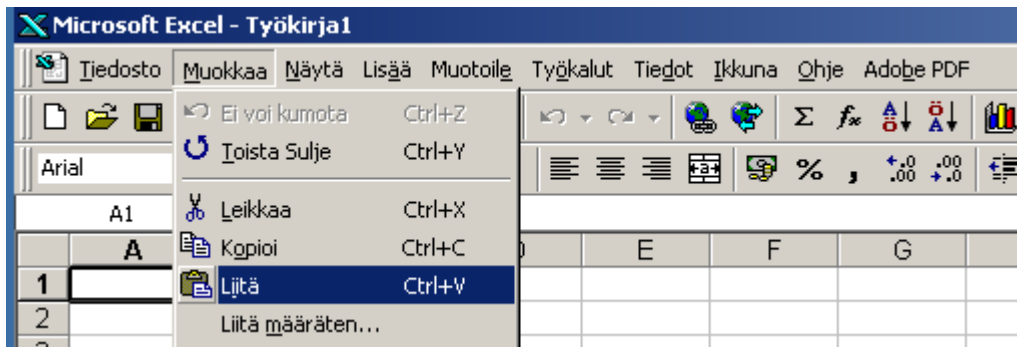 Microsoft Excel - Työkirja1
Tiedosto Muokkaa Näytä Lisää Muotoile Työkalut Tiedot Ikkuna Ohje Adobe PDF
Ei voi kumota Ctrl+Z
Toista Sulje Ctrl+Y
Arial
Leikkaa Ctrl+X
A1
Kopioi Ctrl+C
A E F G
1 Liitä Ctrl+V
2 Liitä määräten...